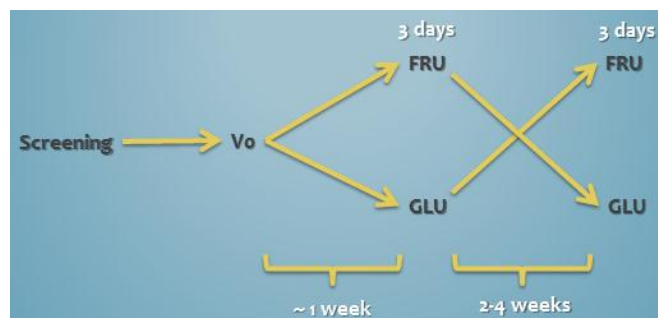 3 days
3 days
FRU
FRU
Screening
Vo
GLU
GLU
~ 1 week
2-4 weeks